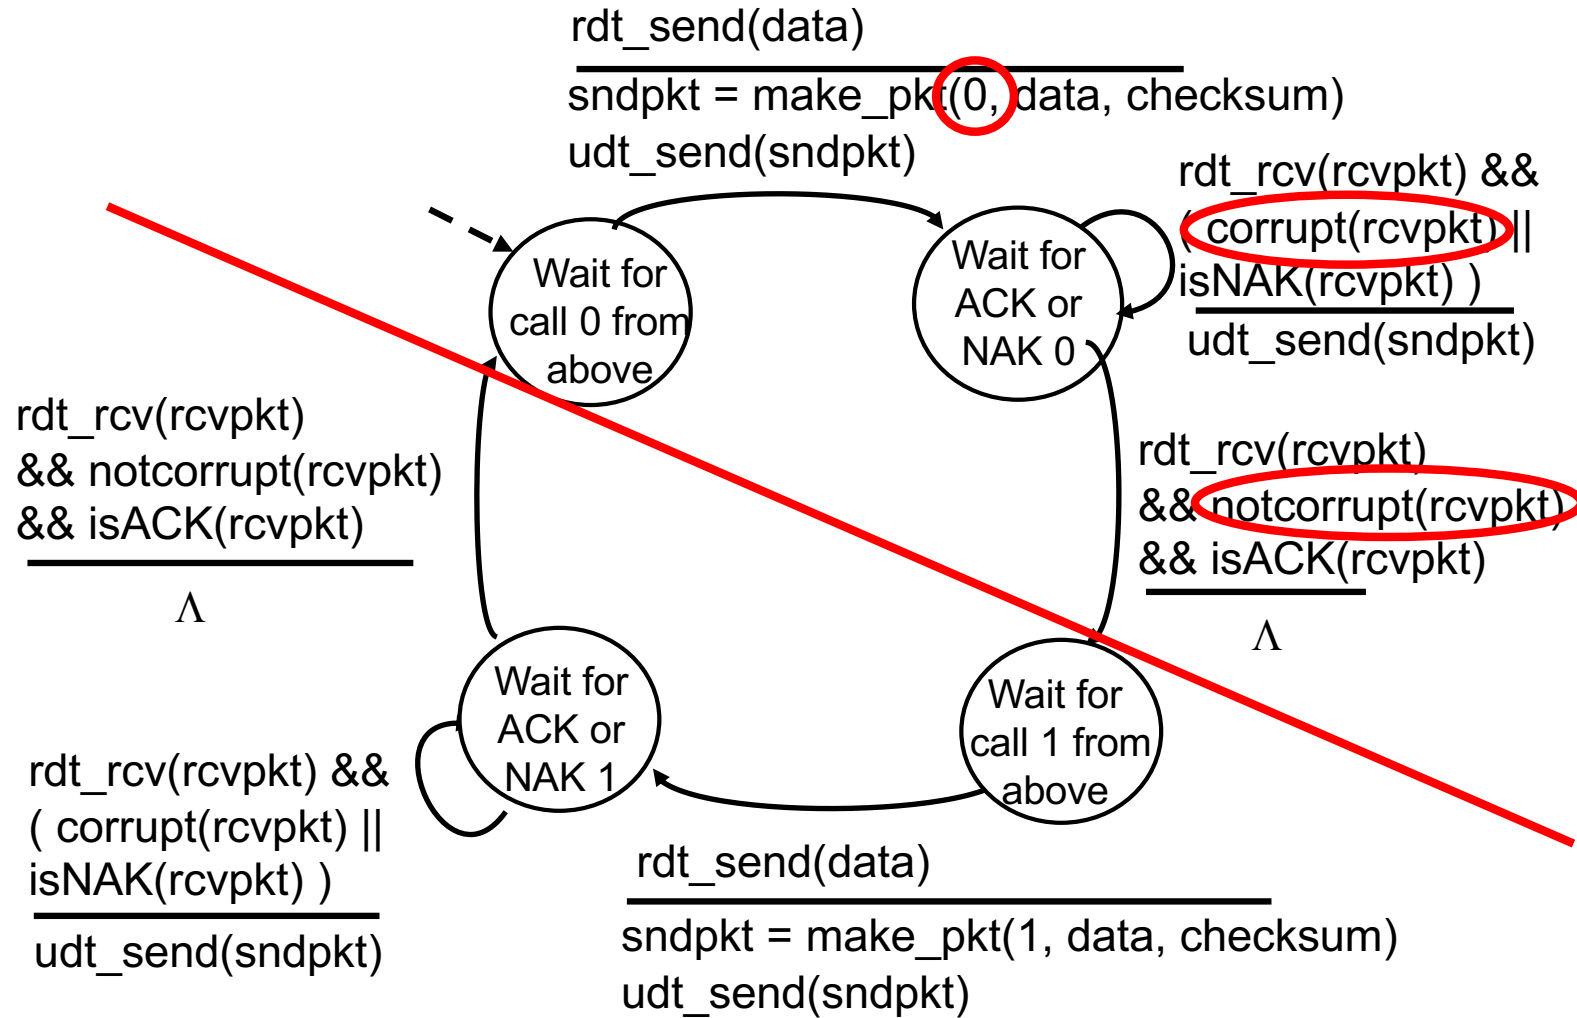 rdt_send(data)
sndpkt = make_pkt(0, data, checksum)
udt_send(sndpkt)
rdt_rcv(rcvpkt) &&
( corrupt(rcvpkt) ||
isNAK(rcvpkt) )
udt_send(sndpkt)
Wait for
call 0 from
above
Wait for
ACK or
NAK 0
rdt_rcv(rcvpkt)
&& notcorrupt(rcvpkt)
&& isACK(rcvpkt)
Λ
rdt_rcv(rcvpkt)
&& notcorrupt(rcvpkt)
&& isACK(rcvpkt)
Λ
Wait for
ACK or
NAK 1
Wait for
call 1 from
above
rdt_rcv(rcvpkt) &&
( corrupt(rcvpkt) ||
isNAK(rcvpkt) )
udt_send(sndpkt)
rdt_send(data)
sndpkt = make_pkt(1, data, checksum)
udt_send(sndpkt)